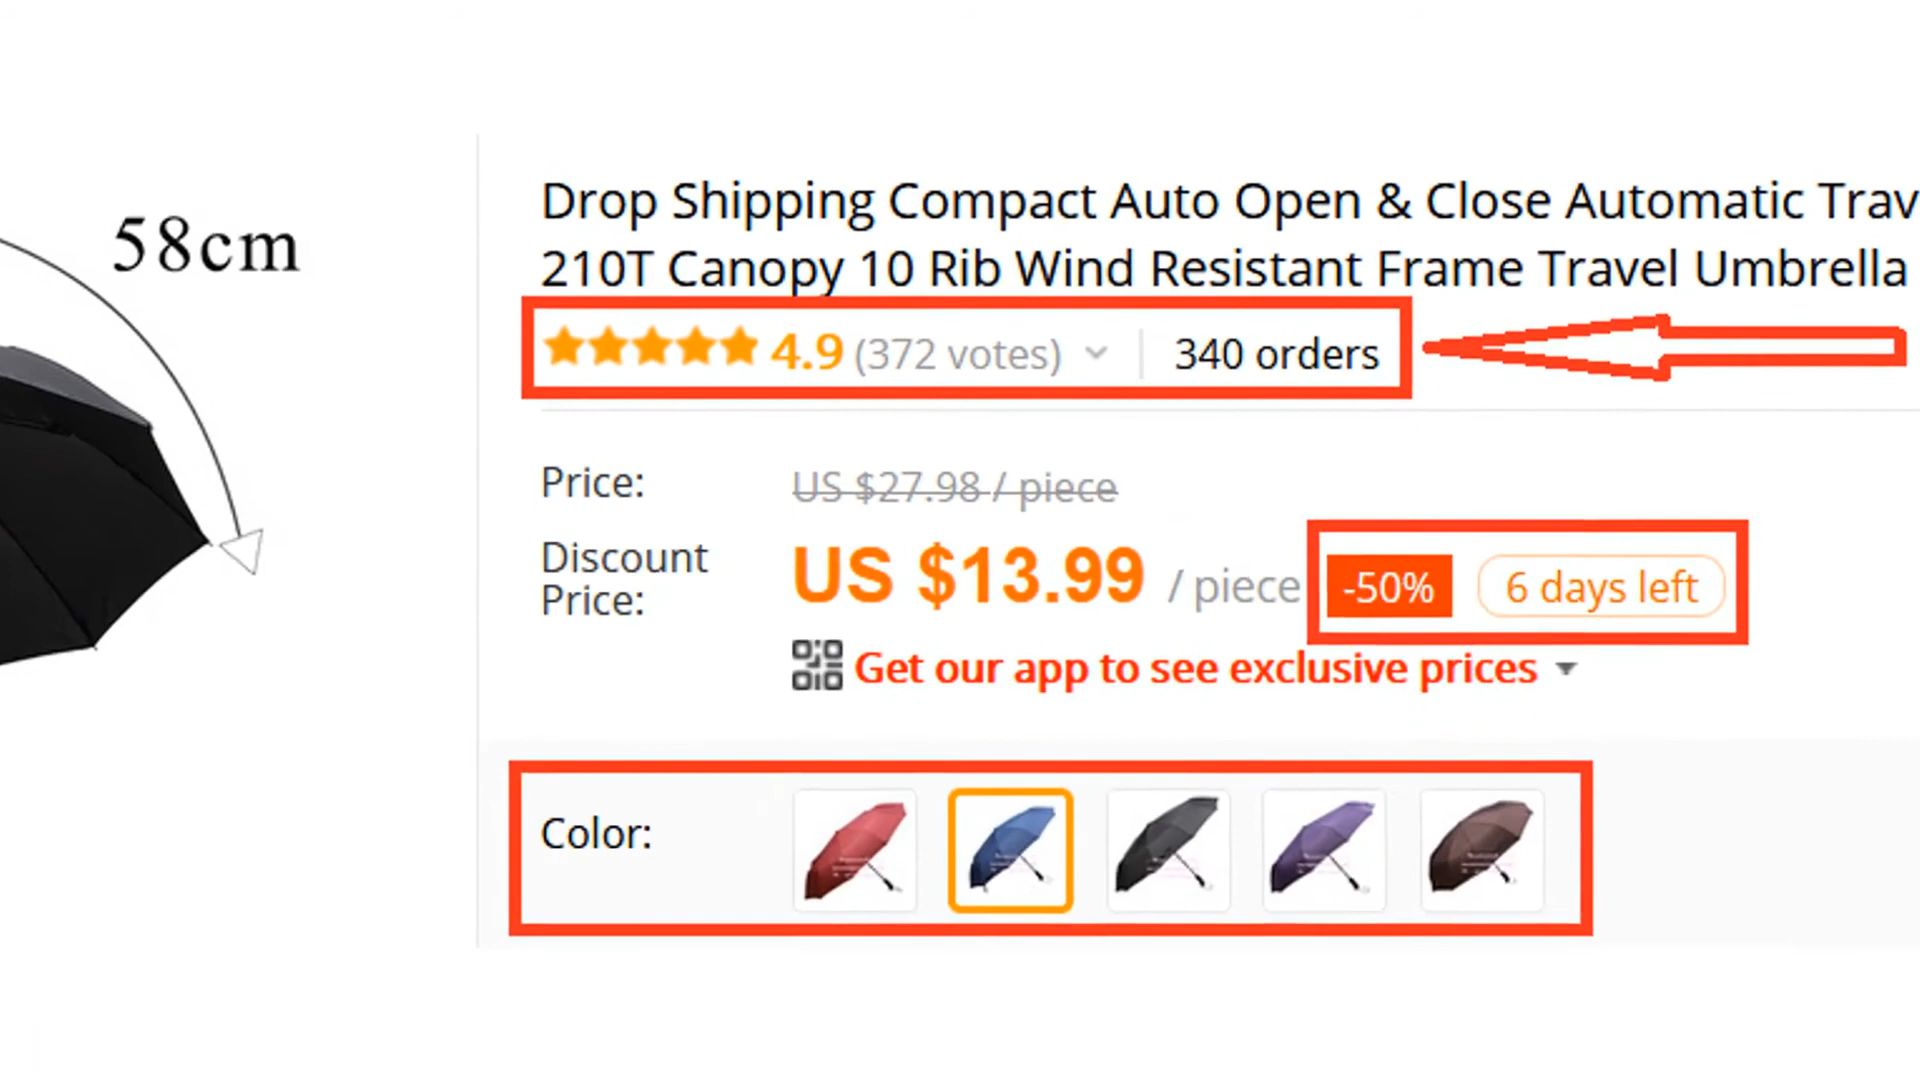 58cm
Drop Shipping Compact Auto Open & Close Automatic Trav
210T Canopy 10 Rib Wind Resistant Frame Travel Umbrella
4.9 (372 votes) 340 orders
Price: US $27.98 / piece
Discount Price: US $13.99 / piece -50% 6 days left
Get our app to see exclusive prices
Color: